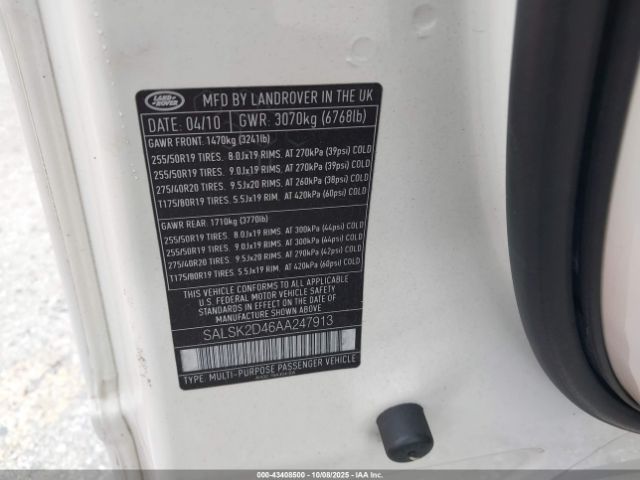 LAND ROVER
MFD BY LANDROVER IN THE UK
DATE: 04/10 GWR: 3070kg (6768lb)
GAWR FRONT: 1470kg (3241lb)
255/50R19 TIRES. 8.0Jx19 RIMS. AT 270kPa (39psi) COLD
255/50R19 TIRES. 9.0Jx19 RIMS. AT 270kPa (39psi) COLD
275/40R20 TIRES. 9.5Jx20 RIMS. AT 260kPa (38psi) COLD
T175/80R19 TIRES. 5.5Jx19 RIM. AT 420kPa (60psi) COLD
GAWR REAR: 1710kg (3770lb)
255/50R19 TIRES. 8.0Jx19 RIMS. AT 300kPa (44psi) COLD
255/50R19 TIRES. 9.0Jx19 RIMS. AT 300kPa (44psi) COLD
275/40R20 TIRES. 9.5Jx20 RIMS. AT 290kPa (42psi) COLD
T175/80R19 TIRES. 5.5Jx19 RIM. AT 420kPa (60psi) COLD
THIS VEHICLE CONFORMS TO ALL APPLICABLE
U.S. FEDERAL MOTOR VEHICLE SAFETY STANDARDS
IN EFFECT ON THE DATE OF MANUFACTURE
SHOWN ABOVE
SALSK2D46AA247913
TYPE: MULTI-PURPOSE PASSENGER VEHICLE
000-43408500 | 10/08/2025 | IAAI.COM